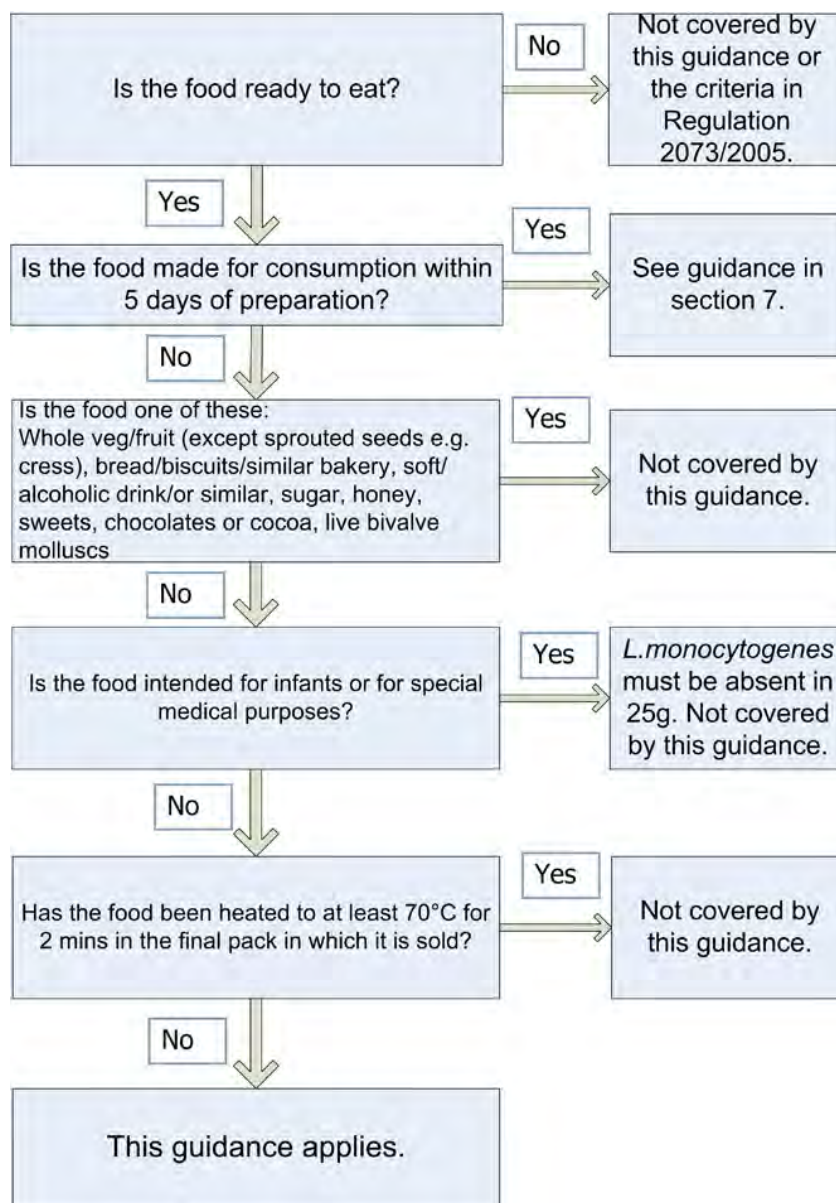 Is the food ready to eat?
No
Not covered by
this guidance or
the criteria in
Regulation
2073/2005.
Yes
Is the food made for consumption within
5 days of preparation?
Yes
See guidance in
section 7.
No
Is the food one of these:
Whole veg/fruit (except sprouted seeds e.g.
cress), bread/biscuits/similar bakery, soft/
alcoholic drink/or similar, sugar, honey,
sweets, chocolates or cocoa, live bivalve
molluscs
Yes
Not covered by
this guidance.
No
Is the food intended for infants or for special
medical purposes?
Yes
L.monocytogenes
must be absent in
25g. Not covered
by this guidance.
No
Has the food been heated to at least 70°C for
2 mins in the final pack in which it is sold?
Yes
Not covered by
this guidance.
No
This guidance applies.